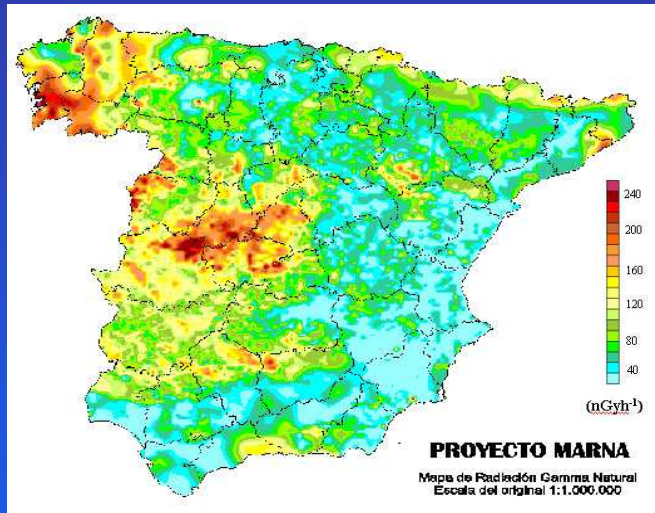 240
200
160
120
80
40
(nGyh-1)
PROYECTO MARNA
Mapa de Radiación Gamma Natural
Escala del original 1:1.000.000